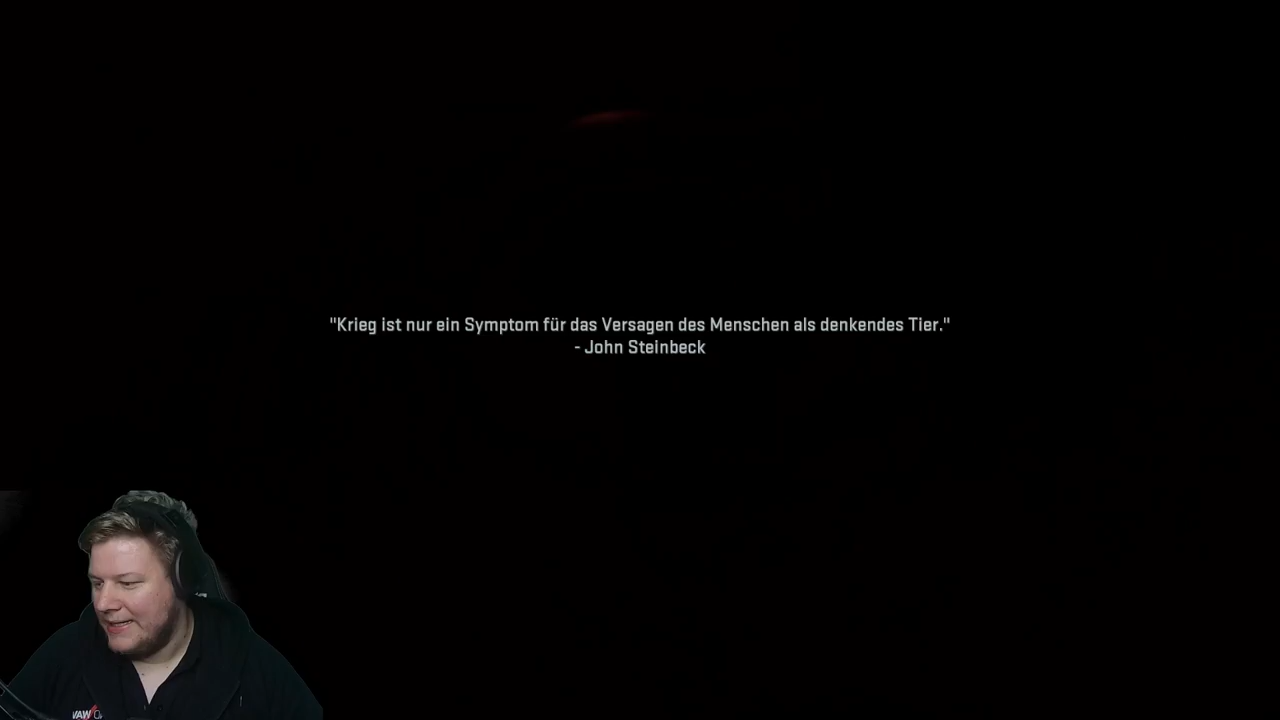 "Krieg ist nur ein Symptom für das Versagen des Menschen als denkendes Tier."
- John Steinbeck